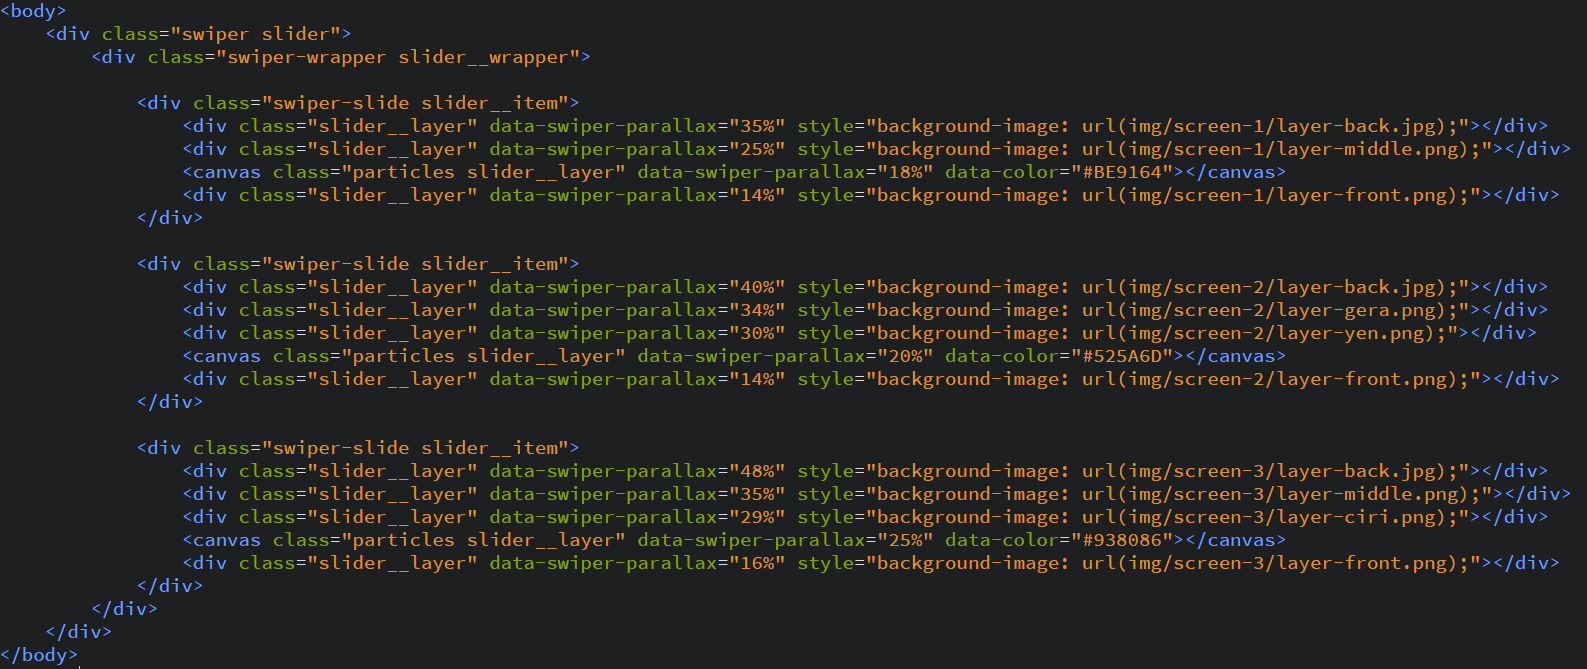 <body>
<div class="swiper slider">
<div class="swiper-wrapper slider__wrapper">
<div class="swiper-slide slider__item">
<div class="slider__layer" data-swiper-parallax="35%" style="background-image: url(img/screen-1/layer-back.jpg);"></div>
<div class="slider__layer" data-swiper-parallax="25%" style="background-image: url(img/screen-1/layer-middle.png);"></div>
<canvas class="particles slider__layer" data-swiper-parallax="18%" data-color="#BE9164"></canvas>
<div class="slider__layer" data-swiper-parallax="14%" style="background-image: url(img/screen-1/layer-front.png);"></div>
</div>
<div class="swiper-slide slider__item">
<div class="slider__layer" data-swiper-parallax="40%" style="background-image: url(img/screen-2/layer-back.jpg);"></div>
<div class="slider__layer" data-swiper-parallax="34%" style="background-image: url(img/screen-2/layer-gera.png);"></div>
<div class="slider__layer" data-swiper-parallax="30%" style="background-image: url(img/screen-2/layer-yen.png);"></div>
<canvas class="particles slider__layer" data-swiper-parallax="20%" data-color="#525A6D"></canvas>
<div class="slider__layer" data-swiper-parallax="14%" style="background-image: url(img/screen-2/layer-front.png);"></div>
</div>
<div class="swiper-slide slider__item">
<div class="slider__layer" data-swiper-parallax="48%" style="background-image: url(img/screen-3/layer-back.jpg);"></div>
<div class="slider__layer" data-swiper-parallax="35%" style="background-image: url(img/screen-3/layer-middle.png);"></div>
<div class="slider__layer" data-swiper-parallax="29%" style="background-image: url(img/screen-3/layer-ciri.png);"></div>
<canvas class="particles slider__layer" data-swiper-parallax="25%" data-color="#938086"></canvas>
<div class="slider__layer" data-swiper-parallax="16%" style="background-image: url(img/screen-3/layer-front.png);"></div>
</div>
</div>
</div>
</body>